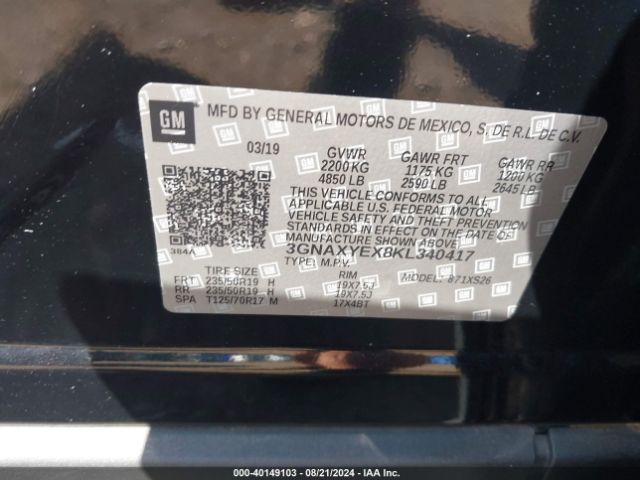 GM MFD BY GENERAL MOTORS DE MEXICO, S. DE R.L. DE C.V.
03/19 GVWR GAWR FRT GAWR RR
2200 KG 1175 KG 1200 KG
4850 LB 2590 LB 2645 LB
THIS VEHICLE CONFORMS TO ALL
APPLICABLE U.S. FEDERAL MOTOR
VEHICLE SAFETY AND THEFT PREVENTION
STANDARDS IN EFFECT ON THE DATE OF
MANUFACTURE SHOWN ABOVE.
384A 3GNAXYEX8KL340417
TYPE: M.P.V. MODEL: 871XS26
TIRE SIZE RIM
FRT 235/50R19 H 19X7.5J
RR 235/50R19 H 19X7.5J
SPA T125/70R17 M 17X4BT
000-40149103 - 08/21/2024 - IAA Inc.